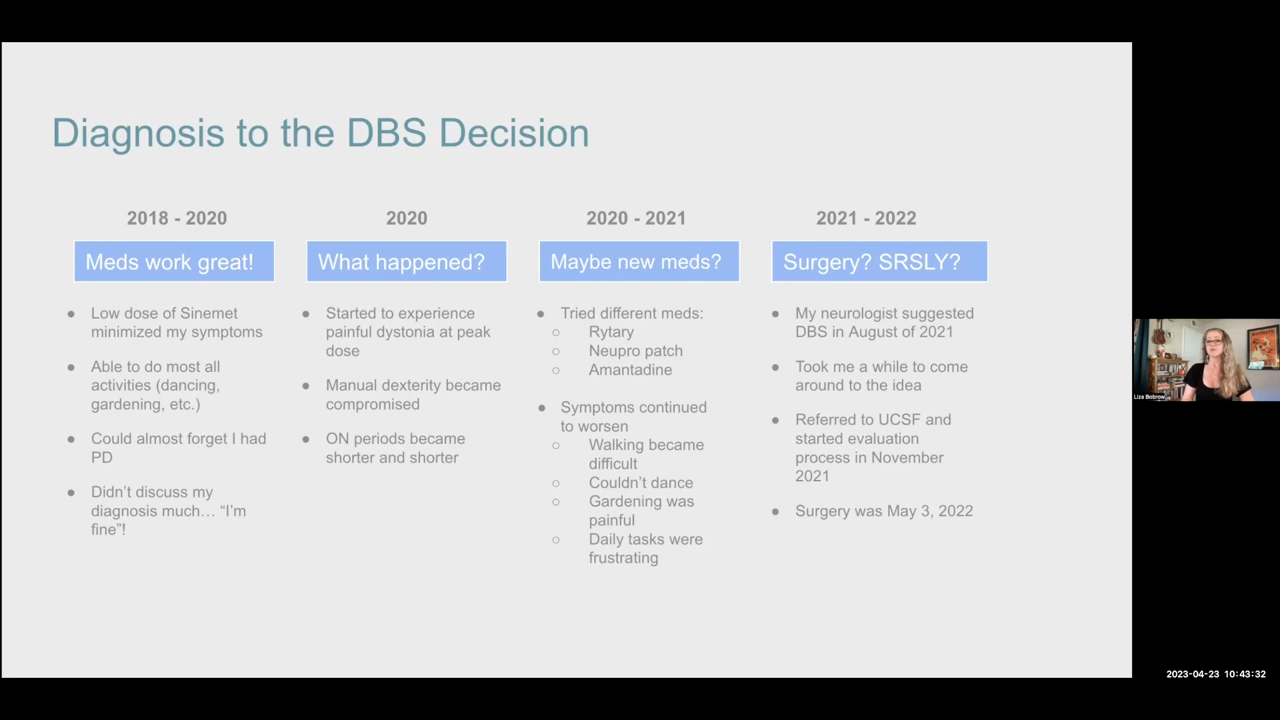 Diagnosis to the DBS Decision
2018 - 2020
Meds work great!
● Low dose of Sinemet
minimized my symptoms
● Able to do most all
activities (dancing,
gardening, etc.)
● Could almost forget I had
PD
● Didn’t discuss my
diagnosis much… “I’m
fine”!
2020
What happened?
● Started to experience
painful dystonia at peak
dose
● Manual dexterity became
compromised
● ON periods became
shorter and shorter
2020 - 2021
Maybe new meds?
● Tried different meds:
○ Rytary
○ Neupro patch
○ Amantadine
● Symptoms continued
to worsen
○ Walking became
difficult
○ Couldn’t dance
○ Gardening was
painful
○ Daily tasks were
frustrating
2021 - 2022
Surgery? SRSLY?
● My neurologist suggested
DBS in August of 2021
● Took me a while to come
around to the idea
● Referred to UCSF and
started evaluation
process in November
2021
● Surgery was May 3, 2022
Liza Bobrow
2023-04-23 10:43:32